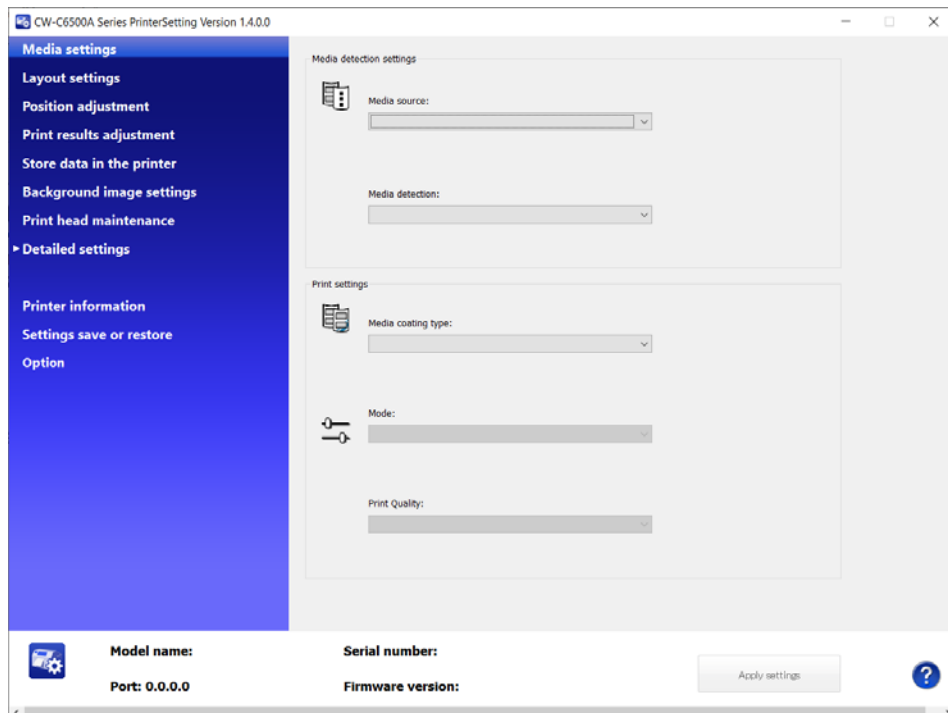 CW-C6500A Series PrinterSetting Version 1.4.0.0
Media settings
Layout settings
Position adjustment
Print results adjustment
Store data in the printer
Background image settings
Print head maintenance
Detailed settings
Printer information
Settings save or restore
Option
Media detection settings
Media source:
Media detection:
Print settings
Media coating type:
Mode:
Print Quality:
Model name:
Serial number:
Port: 0.0.0.0
Firmware version:
Apply settings
?